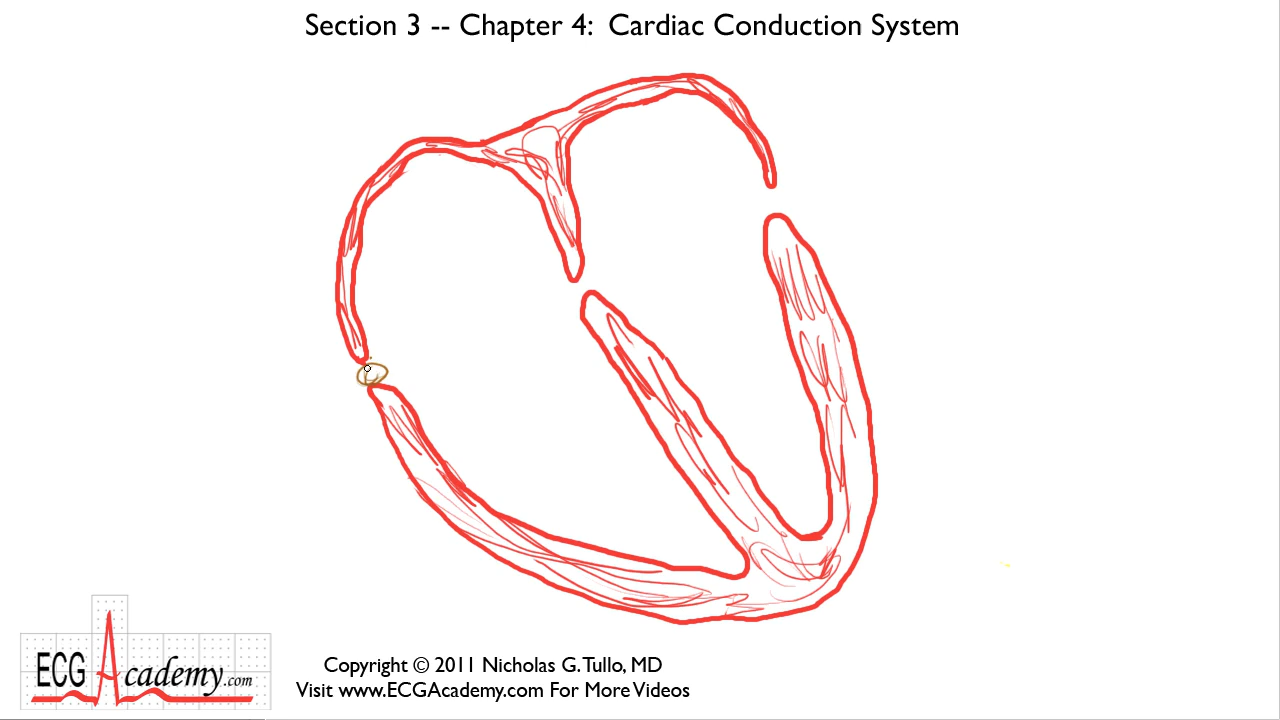 Section 3 -- Chapter 4:  Cardiac Conduction System
ECG Academy.com
Copyright © 2011 Nicholas G. Tullo, MD
Visit www.ECGAcademy.com For More Videos